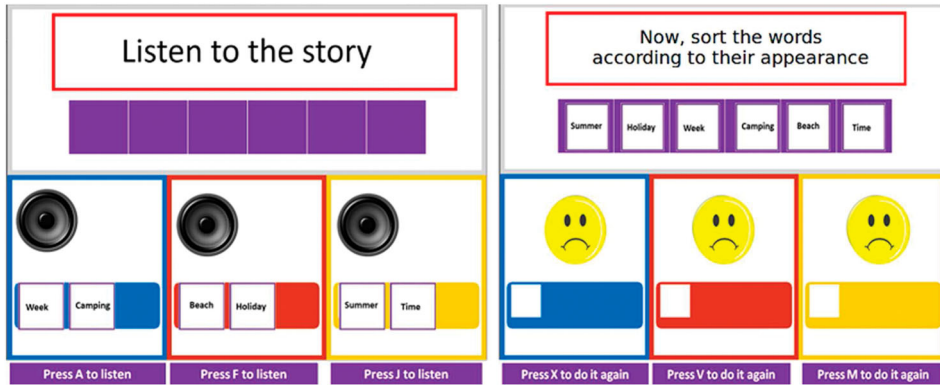 Listen to the story
Week Camping
Beach Holiday
Summer Time
Press A to listen
Press F to listen
Press J to listen
Now, sort the words
according to their appearance
Summer Holiday Week Camping Beach Time
Press X to do it again
Press V to do it again
Press M to do it again